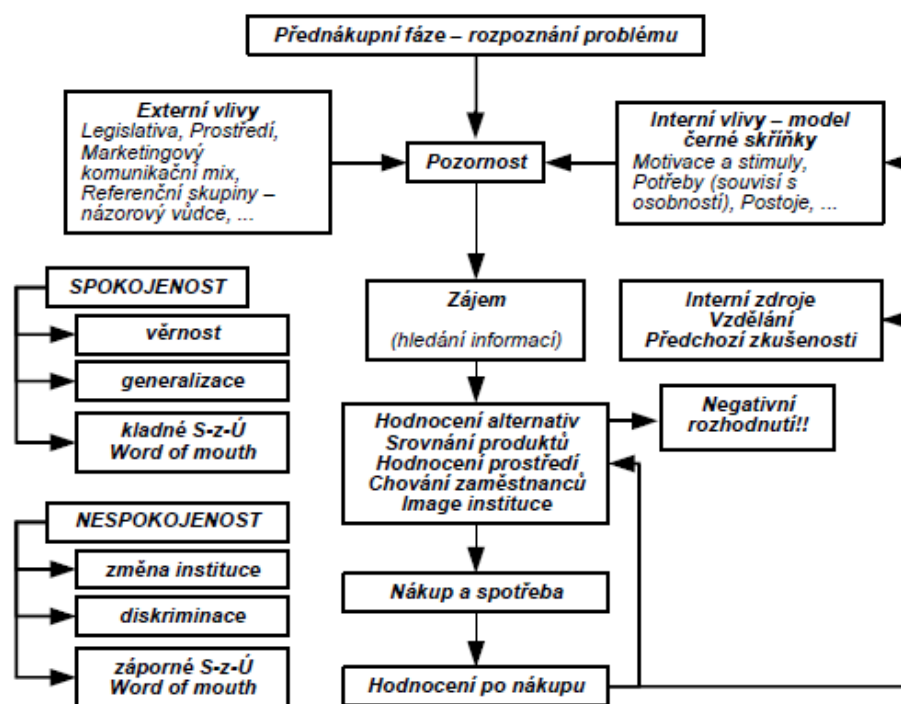 Přednákupní fáze – rozpoznání problému
Externí vlivy
Legislativa, Prostředí,
Marketingový
komunikační mix,
Referenční skupiny –
názorový vůdce, ...
Pozornost
Interní vlivy – model
černé skříňky
Motivace a stimuly,
Potřeby (souvisí s
osobností), Postoje, ...
SPOKOJENOST
věrnost
generalizace
kladné S-z-Ú
Word of mouth
Zájem
(hledání informací)
Interní zdroje
Vzdělání
Předchozí zkušenosti
Hodnocení alternativ
Srovnání produktů
Hodnocení prostředí
Chování zaměstnanců
Image instituce
Negativní
rozhodnutí!!
NESPOKOJENOST
změna instituce
diskriminace
záporné S-z-Ú
Word of mouth
Nákup a spotřeba
Hodnocení po nákupu